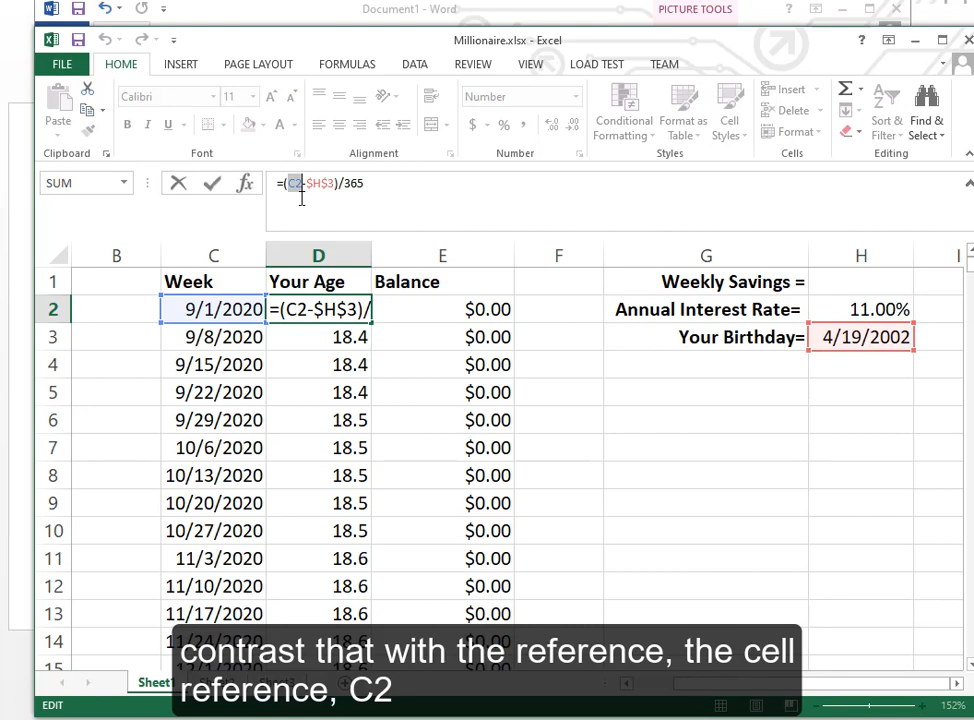 Document1 - Word
PICTURE TOOLS
Millionaire.xlsx - Excel
FILE HOME INSERT PAGE LAYOUT FORMULAS DATA REVIEW VIEW LOAD TEST TEAM
Calibri 11 Number Insert
Paste B I U $ % , Conditional Format as Cell Delete Sort & Find &
Formatting Table Styles Format Filter Select
Clipboard Font Alignment Number Styles Cells Editing
SUM fx =(C2-$H$3)/365
B C D E F G H I
1 Week Your Age Balance Weekly Savings =
2 9/1/2020 =(C2-$H$3)/ $0.00 Annual Interest Rate= 11.00%
3 9/8/2020 18.4 $0.00 Your Birthday= 4/19/2002
4 9/15/2020 18.4 $0.00
5 9/22/2020 18.4 $0.00
6 9/29/2020 18.5 $0.00
7 10/6/2020 18.5 $0.00
8 10/13/2020 18.5 $0.00
9 10/20/2020 18.5 $0.00
10 10/27/2020 18.5 $0.00
11 11/3/2020 18.6 $0.00
12 11/10/2020 18.6 $0.00
13 11/17/2020 18.6 $0.00
14 11/24/2020 18.6 $0.00
15
contrast that with the reference, the cell
reference, C2
Sheet1
EDIT 152%